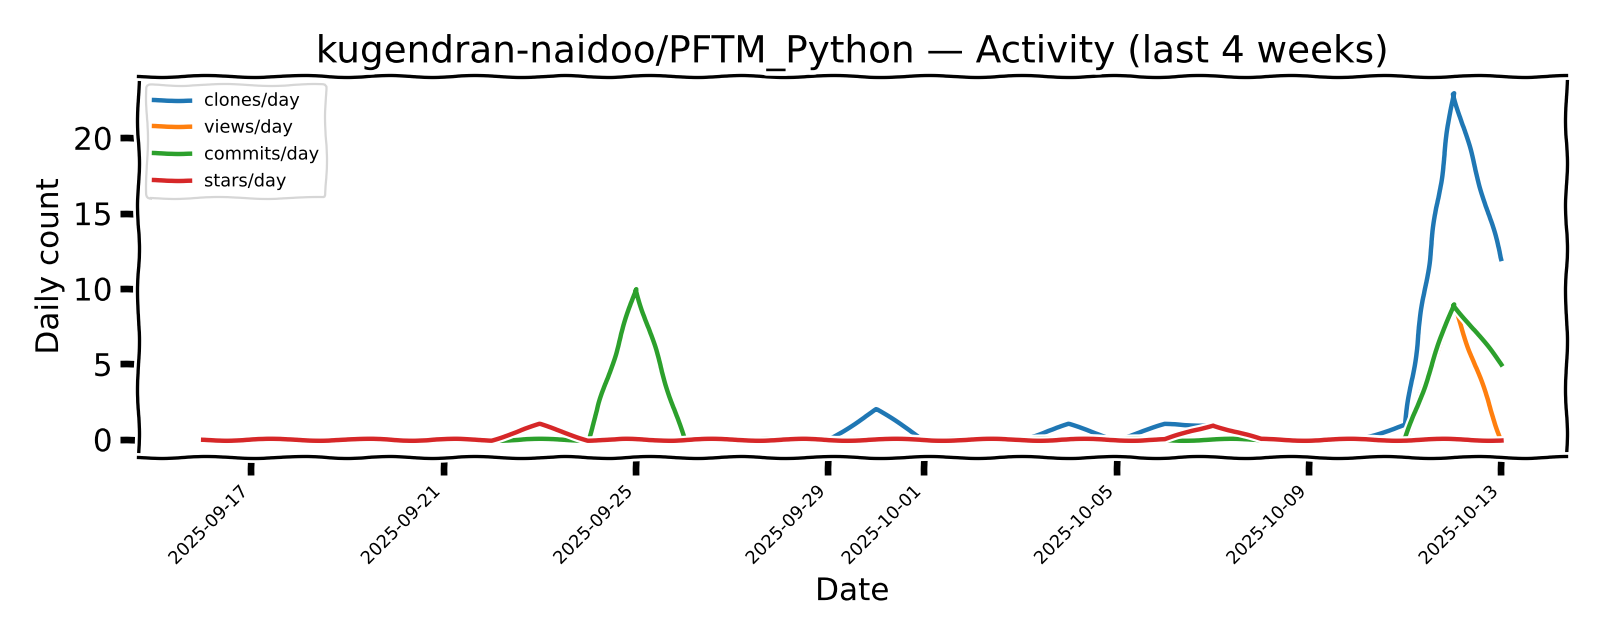 kugendran-naidoo/PFTM_Python — Activity (last 4 weeks)
clones/day
views/day
commits/day
stars/day
Daily count
20
15
10
5
0
2025-09-17
2025-09-21
2025-09-25
2025-09-29
2025-10-01
2025-10-05
2025-10-09
2025-10-13
Date